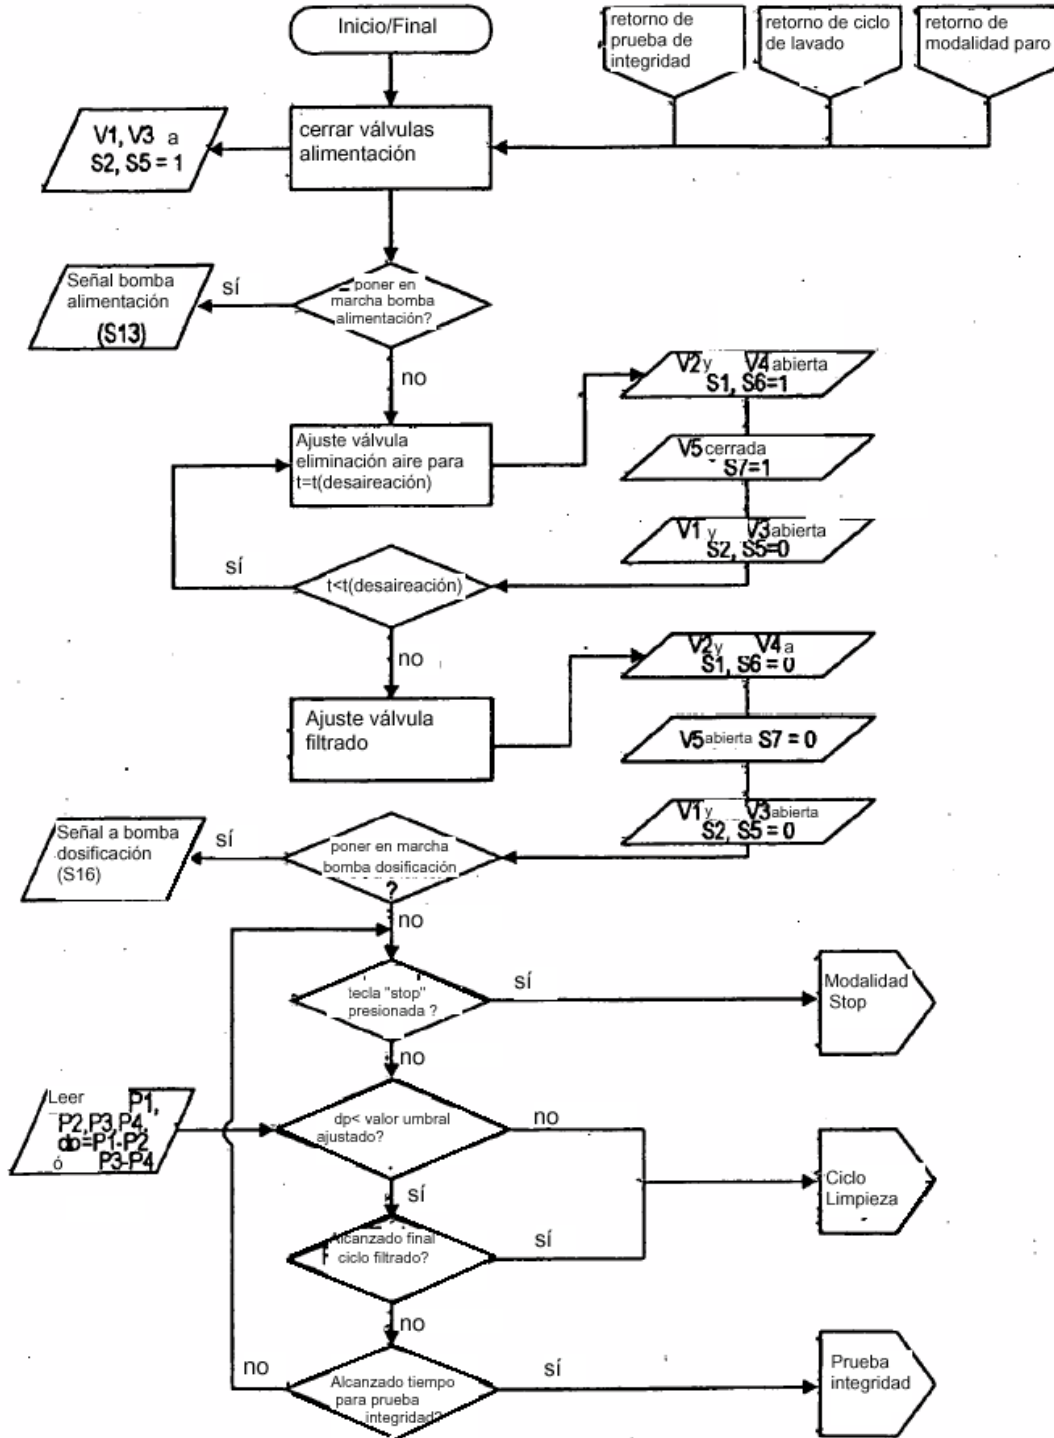 Inicio/Final
retorno de
prueba de
integridad
retorno de ciclo
de lavado
retorno de
modalidad paro
cerrar válvulas
alimentación
V1, V3 a
S2, S5 = 1
poner en
marcha bomba
alimentación?
sí
Señal bomba
alimentación
(S13)
no
Ajuste válvula
eliminación aire para
t=t(desaireación)
V2 y V4 abierta
S1, S6=1
V5 cerrada
S7=1
V1 y V3 abierta
S2, S5=0
t<t(desaireación)
sí
no
Ajuste válvula
filtrado
V2 y V4 a
S1, S6 = 0
V5 abierta S7 = 0
V1 y V3 abierta
S2, S5 = 0
poner en marcha
bomba dosificación
?
sí
Señal a bomba
dosificación
(S16)
no
tecla "stop"
presionada ?
sí
Modalidad
Stop
no
Leer P1,
P2,P3,P4,
dp=P1-P2
ó P3-P4
dp< valor umbral
ajustado?
no
sí
Ciclo
Limpieza
Alcanzado final
ciclo filtrado?
sí
no
Alcanzado tiempo
para prueba
integridad?
no
sí
Prueba
integridad